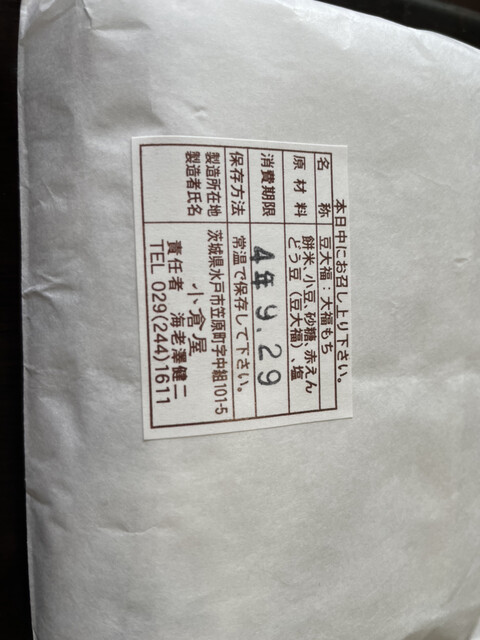 本日中にお召し上り下さい。
名称 豆大福:大福もち
原材料 餅米、小豆、砂糖、赤えん
どう豆(豆大福)、塩
消費期限 4年9.29
保存方法 常温で保存して下さい。
製造所在地 茨城県水戸市笠原町字中組101-5
製造者氏名 小倉屋
責任者 海老澤健二
TEL 029(244)1611